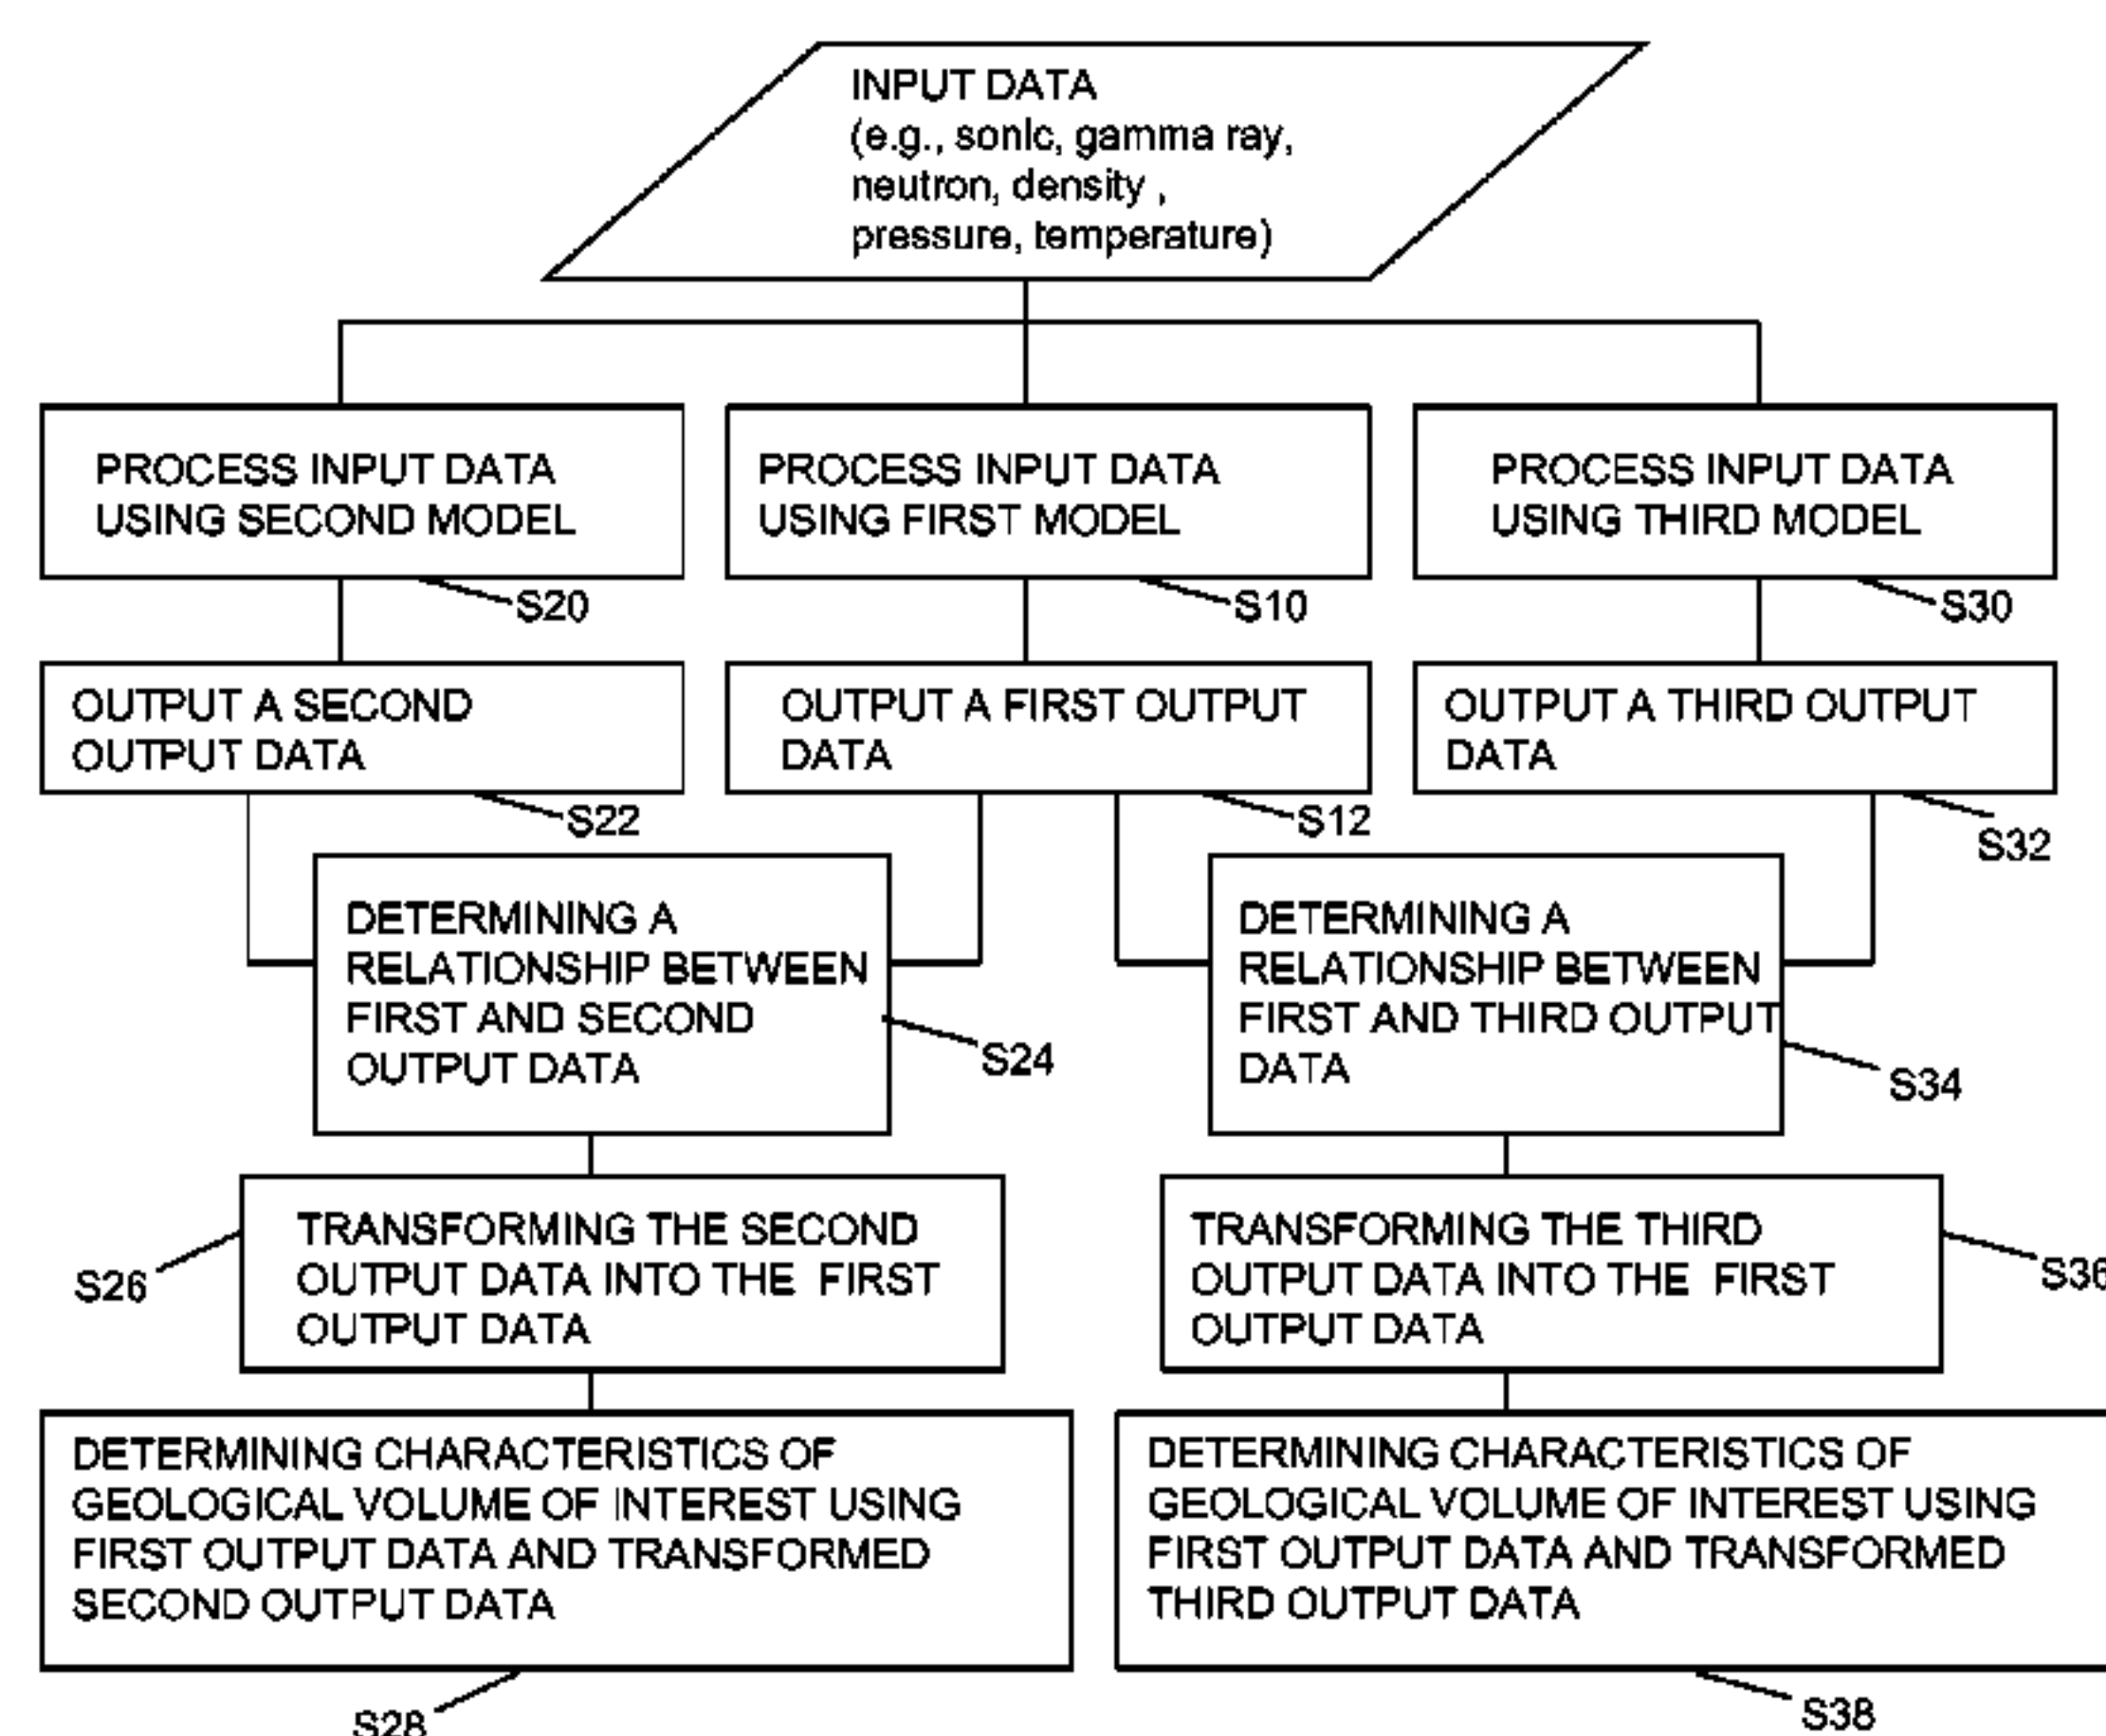 INPUT DATA
(e.g., sonic, gamma ray,
neutron, density ,
pressure, temperature)
PROCESS INPUT DATA
USING SECOND MODEL
S20
PROCESS INPUT DATA
USING FIRST MODEL
S10
PROCESS INPUT DATA
USING THIRD MODEL
S30
OUTPUT A SECOND
OUTPUT DATA
S22
OUTPUT A FIRST OUTPUT
DATA
S12
OUTPUT A THIRD OUTPUT
DATA
S32
DETERMINING A
RELATIONSHIP BETWEEN
FIRST AND SECOND
OUTPUT DATA
S24
DETERMINING A
RELATIONSHIP BETWEEN
FIRST AND THIRD OUTPUT
DATA
S34
TRANSFORMING THE SECOND
OUTPUT DATA INTO THE FIRST
OUTPUT DATA
S26
TRANSFORMING THE THIRD
OUTPUT DATA INTO THE FIRST
OUTPUT DATA
S36
DETERMINING CHARACTERISTICS OF
GEOLOGICAL VOLUME OF INTEREST USING
FIRST OUTPUT DATA AND TRANSFORMED
SECOND OUTPUT DATA
S28
DETERMINING CHARACTERISTICS OF
GEOLOGICAL VOLUME OF INTEREST USING
FIRST OUTPUT DATA AND TRANSFORMED
THIRD OUTPUT DATA
S38